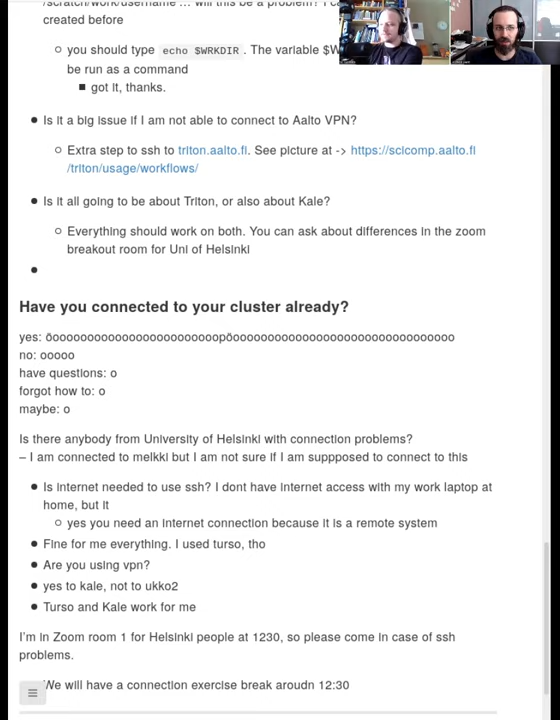 /scratch/work/username ... will this be a problem? I
created before
you should type echo $WRKDIR. The variable
be run as a command
got it, thanks.
Is it a big issue if I am not able to connect to Aalto VPN?
Extra step to ssh to triton.aalto.fi. See picture at -> https://scicomp.aalto.fi
/triton/usage/workflows/
Is it all going to be about Triton, or also about Kale?
Everything should work on both. You can ask about differences in the zoom
breakout room for Uni of Helsinki
Have you connected to your cluster already?
yes: öooooooooooooooooooooooopöooooooooooooooooooooooooooooooo
no: ooooo
have questions: o
forgot how to: o
maybe: o
Is there anybody from University of Helsinki with connection problems?
– I am connected to melkki but I am not sure if I am suppposed to connect to this
Is internet needed to use ssh? I dont have internet access with my work laptop at
home, but it
yes you need an internet connection because it is a remote system
Fine for me everything. I used turso, tho
Are you using vpn?
yes to kale, not to ukko2
Turso and Kale work for me
I'm in Zoom room 1 for Helsinki people at 1230, so please come in case of ssh
problems.
We will have a connection exercise break aroudn 12:30